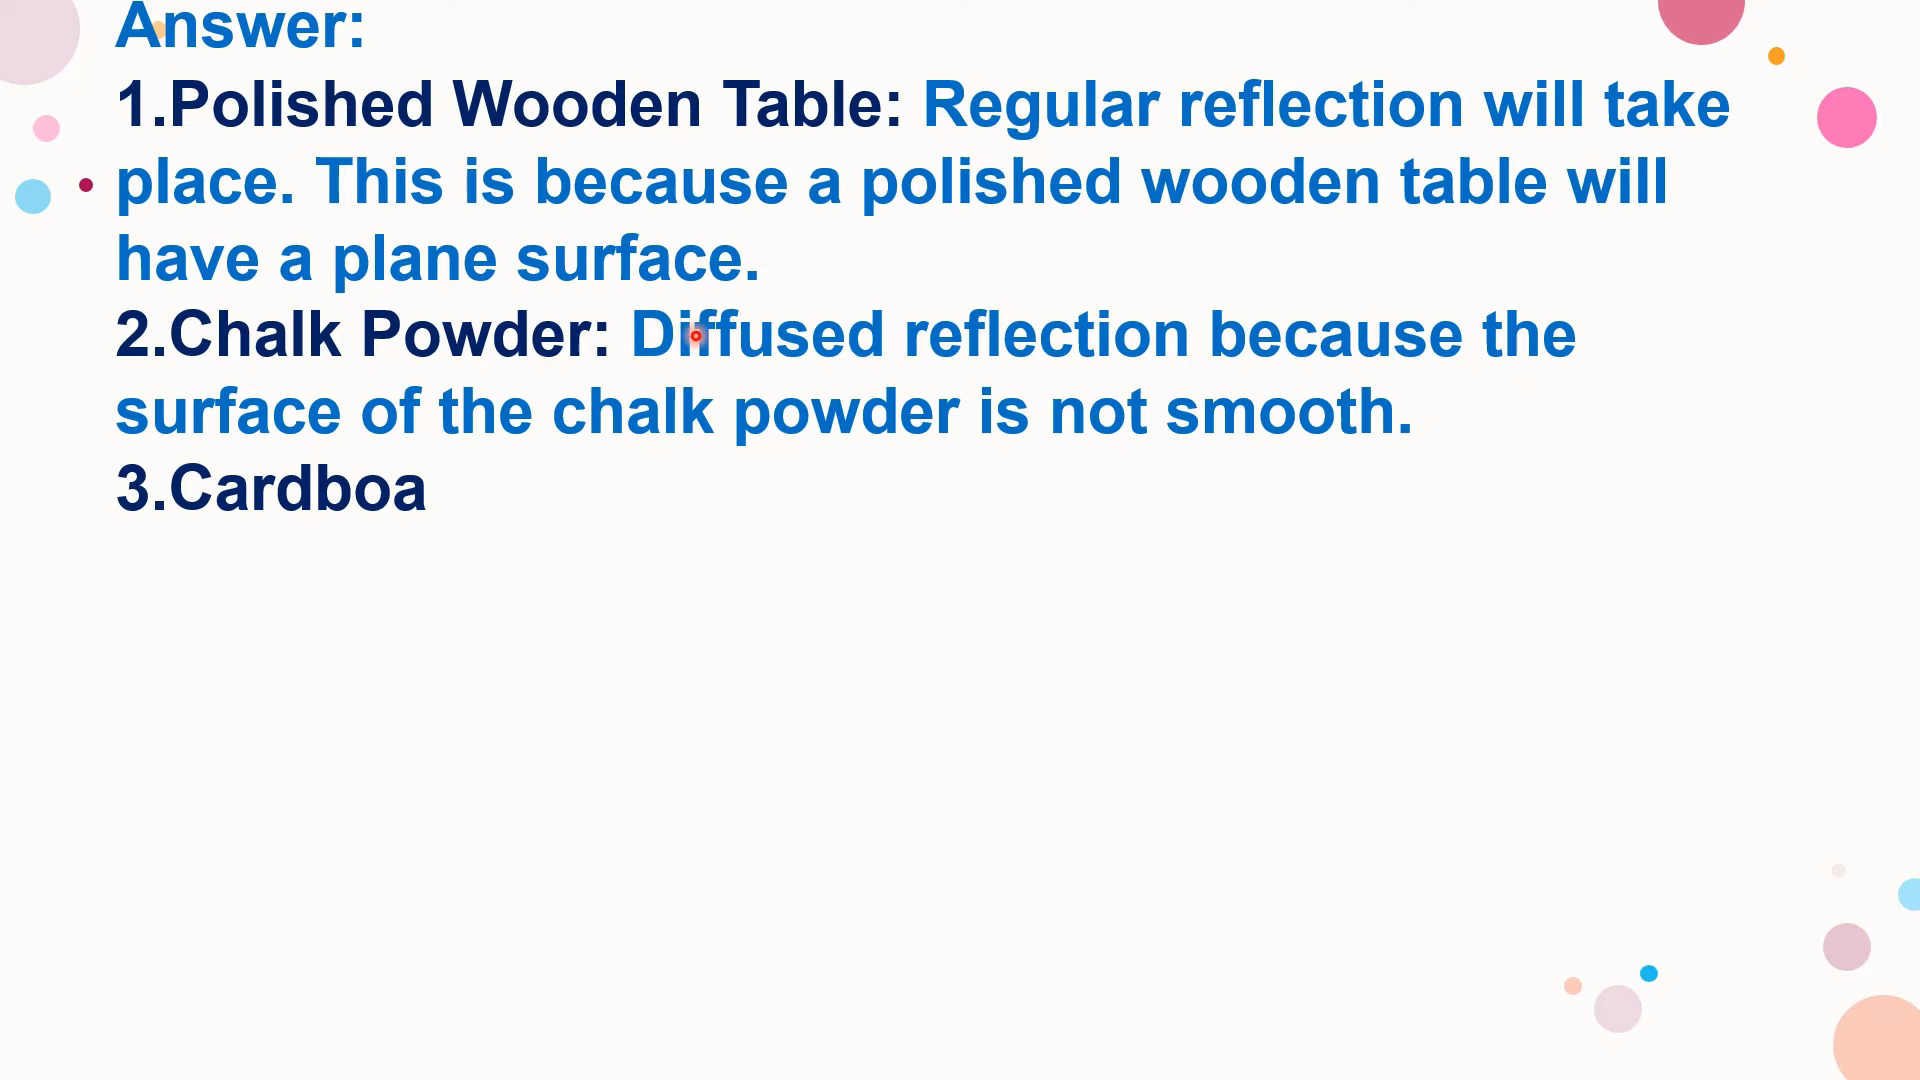 Answer:
1.Polished Wooden Table: Regular reflection will take
place. This is because a polished wooden table will
have a plane surface.
2.Chalk Powder: Diffused reflection because the
surface of the chalk powder is not smooth.
3.Cardboa